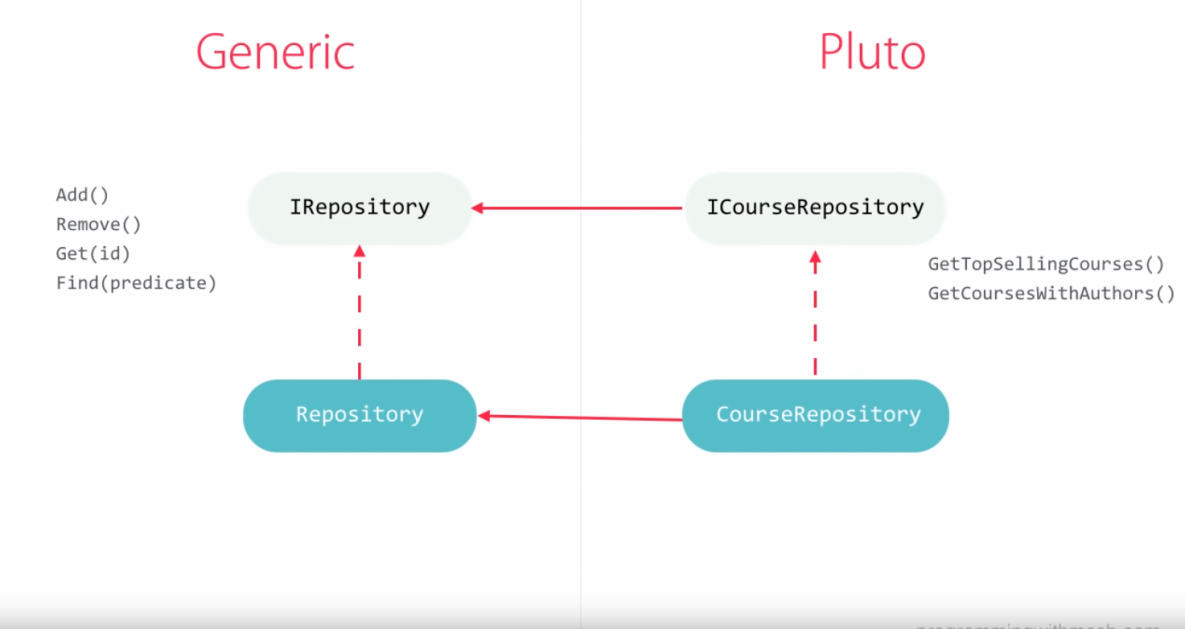 Generic
Pluto
Add()
Remove()
Get(id)
Find(predicate)
IRepository
ICourseRepository
GetTopSellingCourses()
GetCoursesWithAuthors()
Repository
CourseRepository